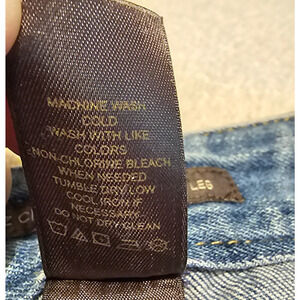 MACHINE WASH
COLD
WASH WITH LIKE
COLORS
NON-CHLORINE BLEACH
WHEN NEEDED
TUMBLE DRY LOW
COOL IRON IF
NECESSARY
DO NOT DRY CLEAN
LES